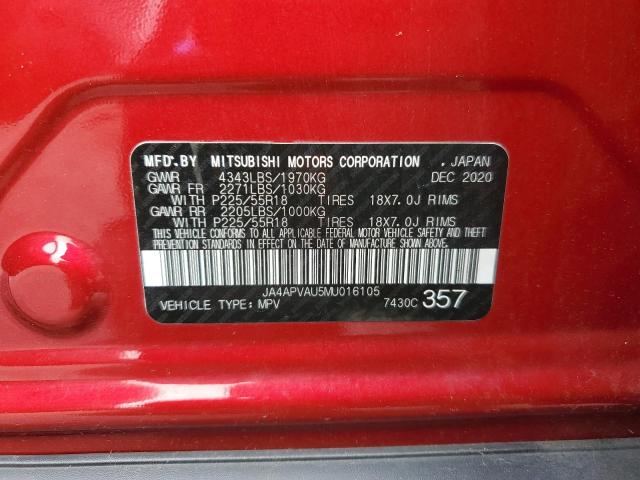 MFD.BY MITSUBISHI MOTORS CORPORATION . JAPAN
GVWR 4343LBS/1970KG DEC 2020
GAWR FR 2271LBS/1030KG
WITH P225/55R18 TIRES 18X7.0J RIMS
GAWR RR 2205LBS/1000KG
WITH P225/55R18 TIRES 18X7.0J RIMS
THIS VEHICLE CONFORMS TO ALL APPLICABLE FEDERAL MOTOR VEHICLE SAFETY AND THEFT
PREVENTION STANDARDS IN EFFECT ON THE DATE OF MANUFACTURE SHOWN ABOVE.
JA4APVAU5MU016105
VEHICLE TYPE: MPV 7430C 357